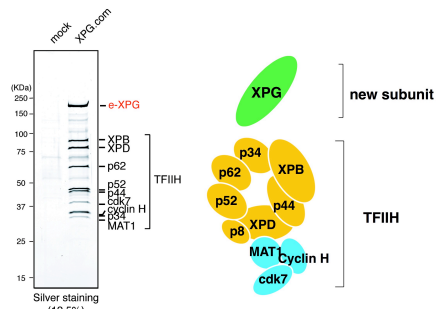 mock
XPG.com
(KDa)
250
150
100
75
50
37
25
15
e-XPG
XPB
XPD
p62
p52
p44
cdk7
cyclin H
p34
MAT1
TFIIH
Silver staining
(12.5%)
XPG
new subunit
p34
XPB
p62
p52
p44
XPD
p8
MAT1
Cyclin H
cdk7
TFIIH